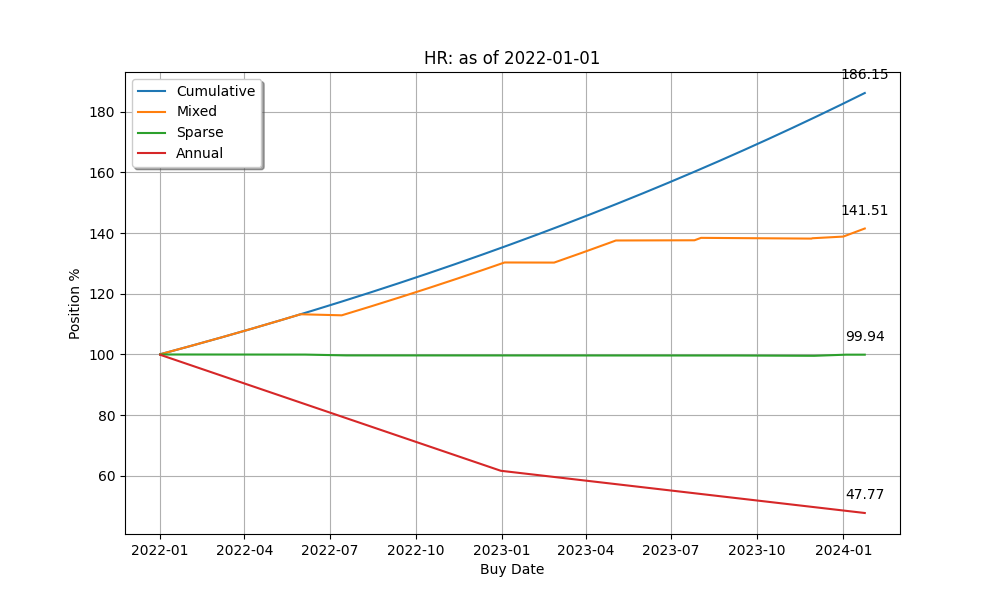 HR: as of 2022-01-01
186.15
Cumulative
Mixed
Sparse
Annual
141.51
99.94
47.77
180
160
140
120
100
80
60
Position %
2022-01 2022-04 2022-07 2022-10 2023-01 2023-04 2023-07 2023-10 2024-01
Buy Date